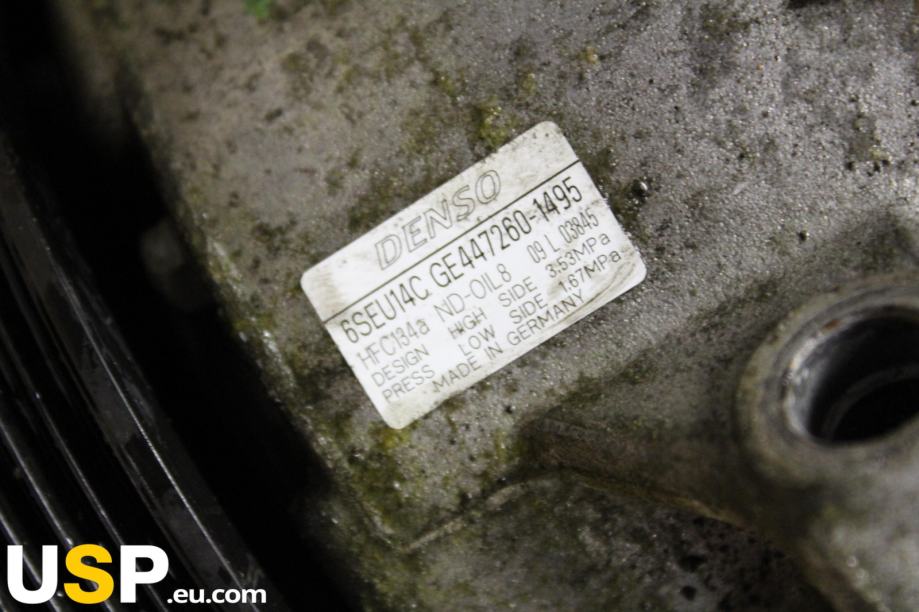 DENSO
6SEU14C GE447260-1495
HFC134a ND-OIL8 09 L 03845
DESIGN HIGH SIDE 3.53MPa
PRESS LOW SIDE 1.67MPa
MADE IN GERMANY
USP.eu.com